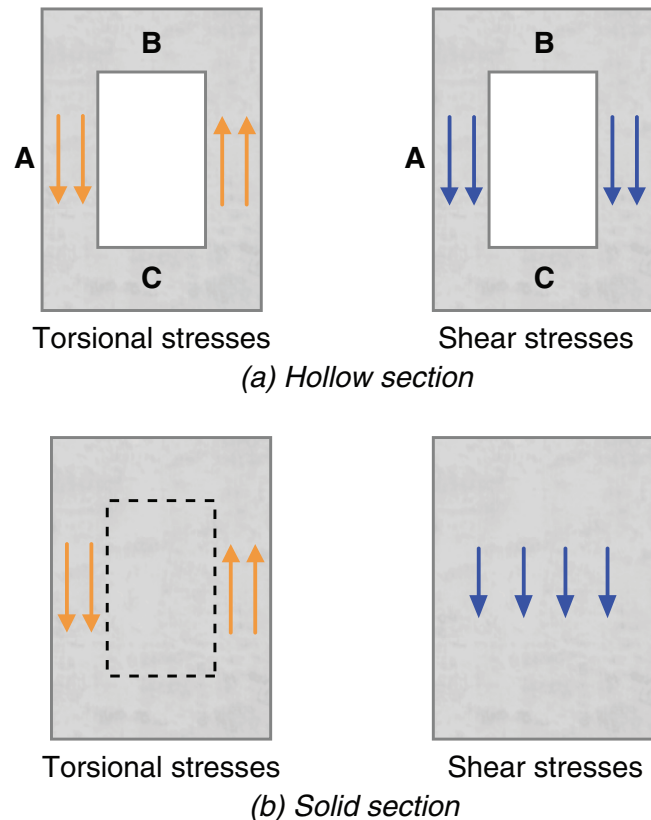 B B
A A
C C
Torsional stresses Shear stresses
(a) Hollow section
Torsional stresses Shear stresses
(b) Solid section